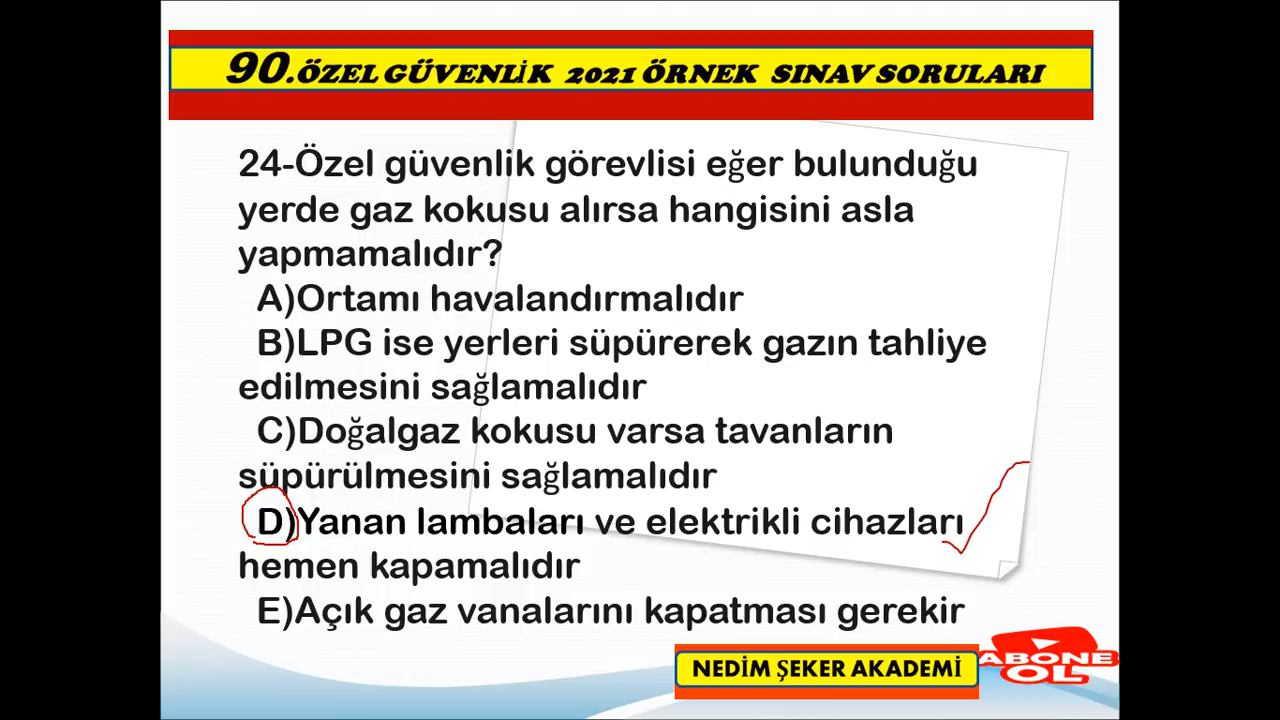 90.ÖZEL GÜVENLİK 2021 ÖRNEK SINAV SORULARI
24-Özel güvenlik görevlisi eğer bulunduğu
yerde gaz kokusu alırsa hangisini asla
yapmamalıdır?
A)Ortamı havalandırmalıdır
B)LPG ise yerleri süpürerek gazın tahliye
edilmesini sağlamalıdır
C)Doğalgaz kokusu varsa tavanların
süpürülmesini sağlamalıdır
D)Yanan lambaları ve elektrikli cihazları
hemen kapamalıdır
E)Açık gaz vanalarını kapatması gerekir
NEDİM ŞEKER AKADEMİ
ABONE
OL